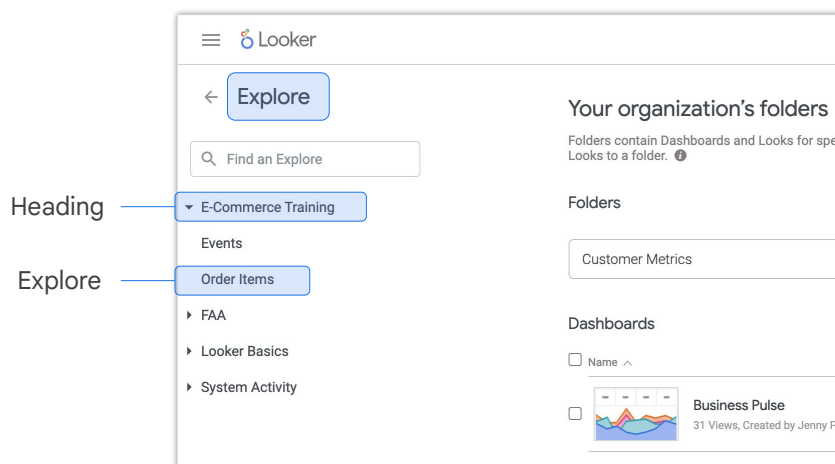 Looker
Explore
Your organization's folders
Find an Explore
Folders contain Dashboards and Looks for
Looks to a folder.
Heading
E-Commerce Training
Folders
Events
Customer Metrics
Explore
Order Items
FAA
Dashboards
Looker Basics
Name
System Activity
Business Pulse
31 Views, Created by Jenny